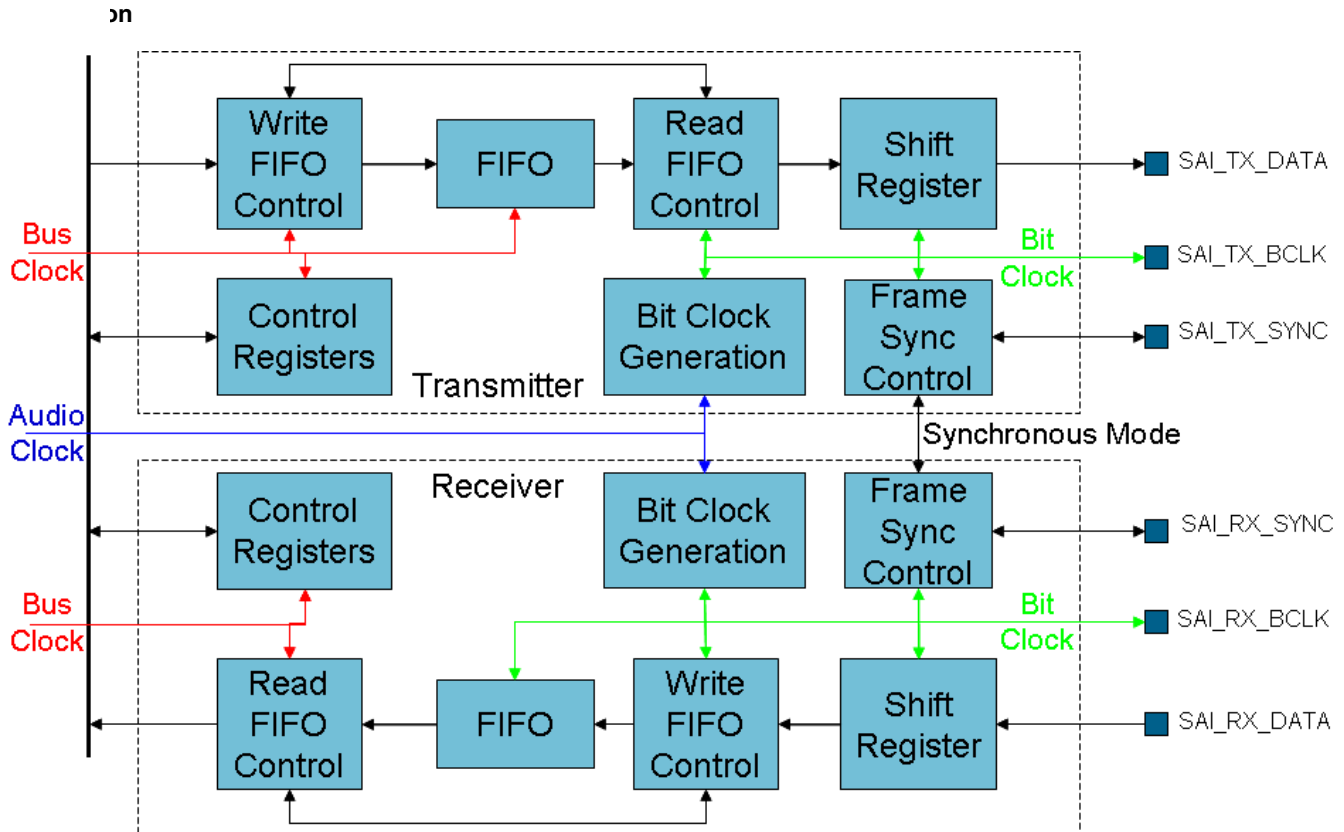 on
Write
FIFO
Control
FIFO
Read
FIFO
Control
Shift
Register
SAI_TX_DATA
Bus
Clock
Bit
Clock
SAI_TX_BCLK
Control
Registers
Bit Clock
Generation
Frame
Sync
Control
SAI_TX_SYNC
Transmitter
Audio
Clock
Synchronous Mode
Receiver
Control
Registers
Bit Clock
Generation
Frame
Sync
Control
SAI_RX_SYNC
Bus
Clock
Bit
Clock
SAI_RX_BCLK
Read
FIFO
Control
FIFO
Write
FIFO
Control
Shift
Register
SAI_RX_DATA